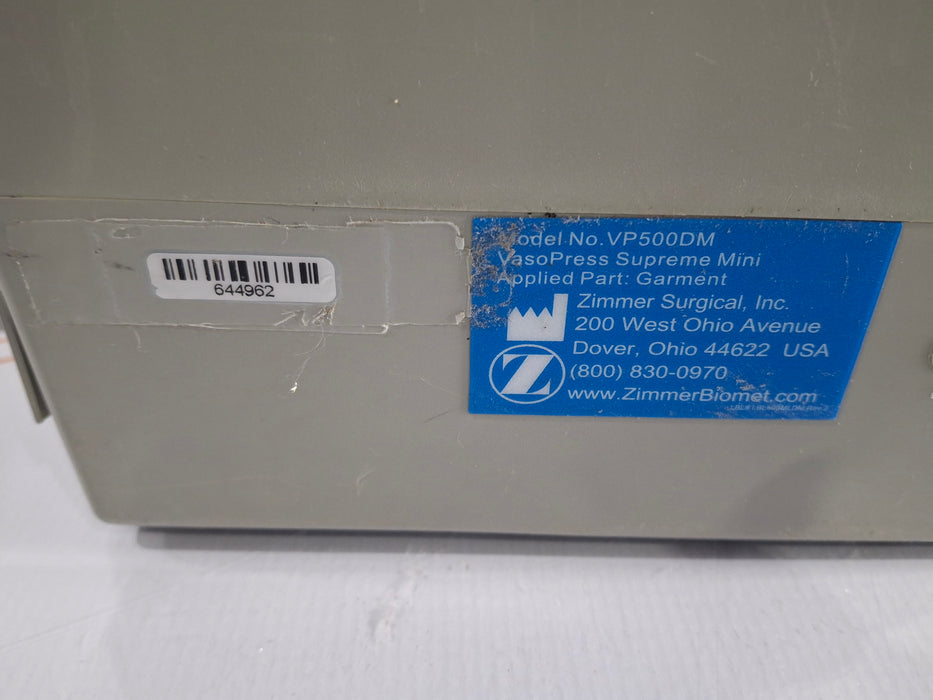 644962
Model No. VP500DM
VasoPress Supreme Mini
Applied Part: Garment
Zimmer Surgical, Inc.
200 West Ohio Avenue
Dover, Ohio 44622 USA
Z
(800) 830-0970
www.ZimmerBiomet.com